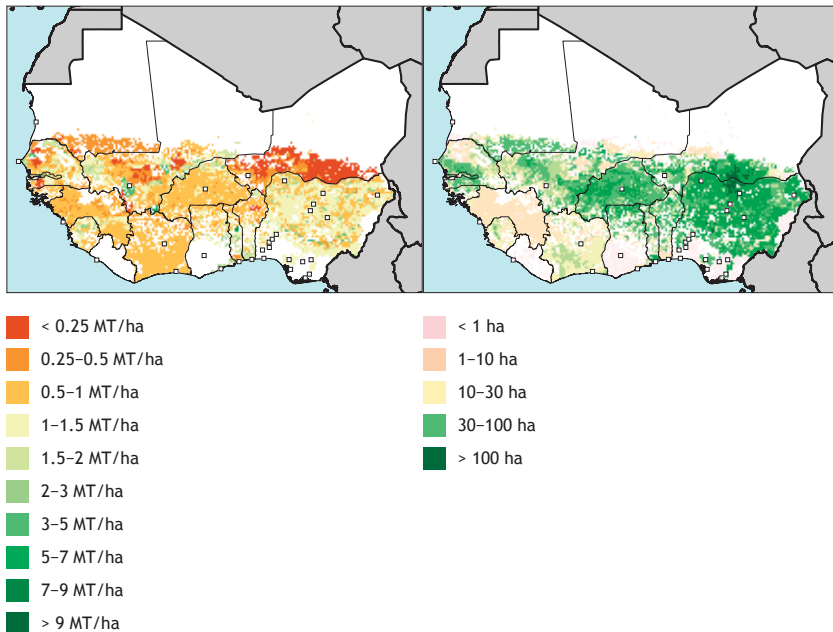 < 0.25 MT/ha
0.25–0.5 MT/ha
0.5–1 MT/ha
1–1.5 MT/ha
1.5–2 MT/ha
2–3 MT/ha
3–5 MT/ha
5–7 MT/ha
7–9 MT/ha
> 9 MT/ha
< 1 ha
1–10 ha
10–30 ha
30–100 ha
> 100 ha